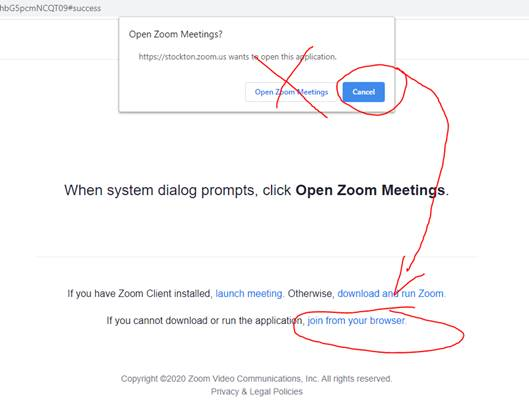 hbG5pcmNCQT09#success
Open Zoom Meetings?
https://stockton.zoom.us wants to open this application.
Open Zoom Meetings
Cancel
When system dialog prompts, click Open Zoom Meetings.
If you have Zoom Client installed, launch meeting. Otherwise, download and run Zoom.
If you cannot download or run the application, join from your browser.
Copyright ©2020 Zoom Video Communications, Inc. All rights reserved.
Privacy & Legal Policies